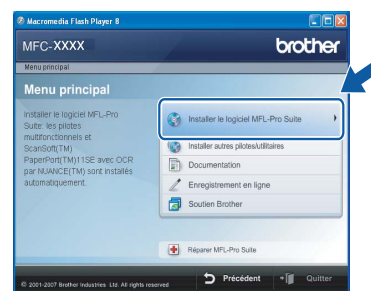 Macromedia Flash Player 8
MFC-XXXX
brother
Menu principal
Menu principal
Installer le logiciel MFL-Pro
Suite: les pilotes
multifonctionnels et
ScanSoft(TM)
PaperPort(TM)11SE avec OCR
par NUANCE(TM) sont installés
automatiquement.
Installer le logiciel MFL-Pro Suite
Installer autres pilotes/utilitaires
Documentation
Enregistrement en ligne
Soutien Brother
Réparer MFL-Pro Suite
© 2001-2007 Brother Industries Ltd. All rights reserved
Précédent
Quitter